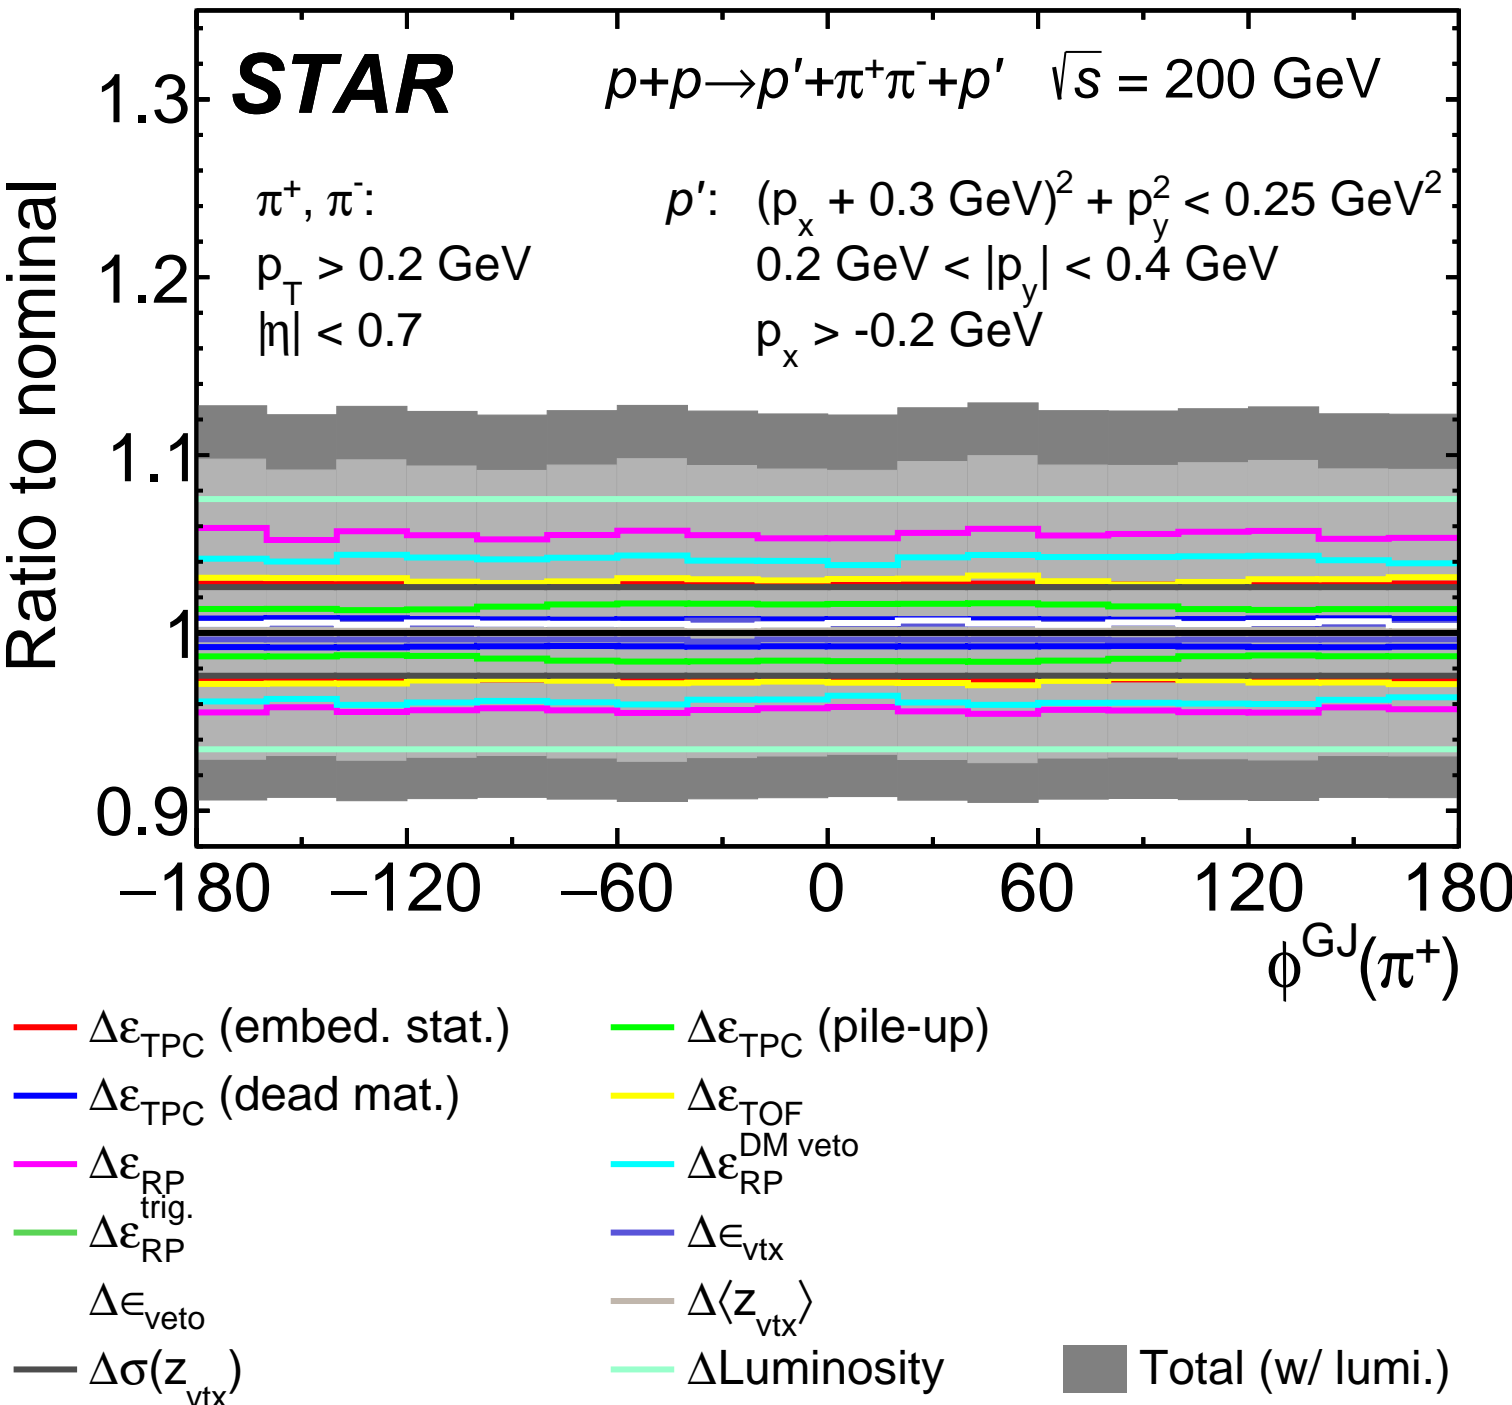 STAR p+p→p′+π⁺π⁻+p′ √s = 200 GeV
π⁺, π⁻: p′: (pₓ + 0.3 GeV)² + p_y² < 0.25 GeV²
p_T > 0.2 GeV 0.2 GeV < |p_y| < 0.4 GeV
|η| < 0.7 pₓ > -0.2 GeV
Ratio to nominal
1.3
1.2
1.1
1
0.9
−180 −120 −60 0 60 120 180
ϕ^GJ(π⁺)
Δε_TPC (embed. stat.) Δε_TPC (pile-up)
Δε_TPC (dead mat.) Δε_TOF
Δε_RP Δε_RP^DM veto
Δε_RP^trig. Δϵ_vtx
Δϵ_veto Δ⟨z_vtx⟩
Δσ(z_vtx) ΔLuminosity Total (w/ lumi.)